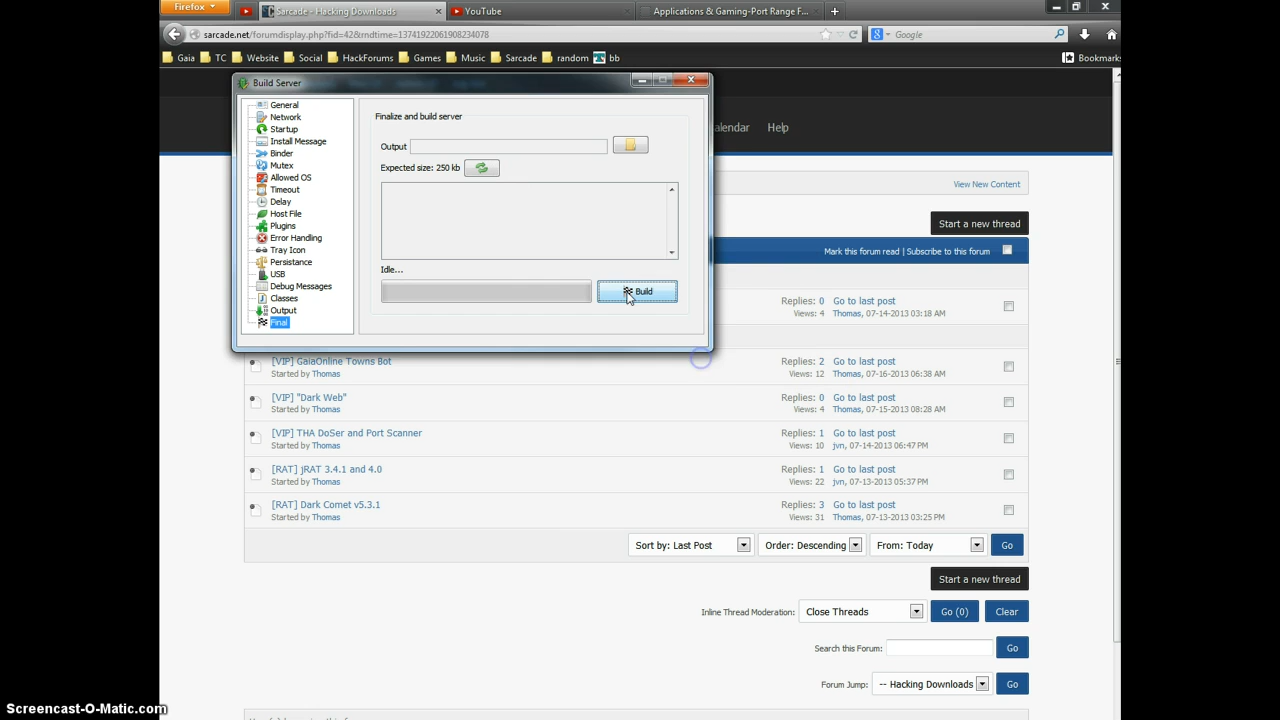 Firefox
Sarcade - Hacking Downloads
YouTube
Applications & Gaming-Port Range F...
sarcade.net/forumdisplay.php?fid=42&rndtime=13741922061908234078
Google
Gaia
TC
Website
Social
HackForums
Games
Music
Sarcade
random
bb
Bookmarks
Build Server
General
Network
Startup
Install Message
Binder
Mutex
Allowed OS
Timeout
Delay
Host File
Plugins
Error Handling
Tray Icon
Persistance
USB
Debug Messages
Classes
Output
Final
Finalize and build server
Output
Expected size: 250 kb
Idle...
Build
alendar
Help
View New Content
Start a new thread
Mark this forum read | Subscribe to this forum
Replies: 0 Go to last post
Views: 4 Thomas, 07-14-2013 03:18 AM
[VIP] GaiaOnline Towns Bot Replies: 2 Go to last post
Started by Thomas Views: 12 Thomas, 07-16-2013 06:38 AM
[VIP] "Dark Web" Replies: 0 Go to last post
Started by Thomas Views: 4 Thomas, 07-15-2013 08:28 AM
[VIP] THA DoSer and Port Scanner Replies: 1 Go to last post
Started by Thomas Views: 10 jvn, 07-14-2013 06:47 PM
[RAT] jRAT 3.4.1 and 4.0 Replies: 1 Go to last post
Started by Thomas Views: 22 jvn, 07-13-2013 05:37 PM
[RAT] Dark Comet v5.3.1 Replies: 3 Go to last post
Started by Thomas Views: 31 Thomas, 07-13-2013 03:25 PM
Sort by: Last Post Order: Descending From: Today Go
Start a new thread
Inline Thread Moderation: Close Threads Go (0) Clear
Search this Forum: Go
Forum Jump: -- Hacking Downloads Go
Screencast-O-Matic.com